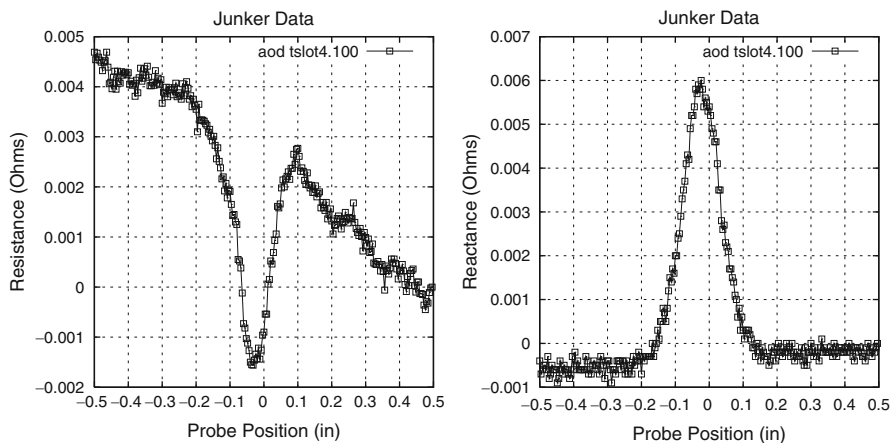 Junker Data
aod tslot4.100
Resistance (Ohms)
0.005
0.004
0.003
0.002
0.001
0
−0.001
−0.002
−0.5 −0.4 −0.3 −0.2 −0.1 0 0.1 0.2 0.3 0.4 0.5
Probe Position (in)
Junker Data
aod tslot4.100
Reactance (Ohms)
0.007
0.006
0.005
0.004
0.003
0.002
0.001
0
−0.001
−0.5 −0.4 −0.3 −0.2 −0.1 0 0.1 0.2 0.3 0.4 0.5
Probe Position (in)